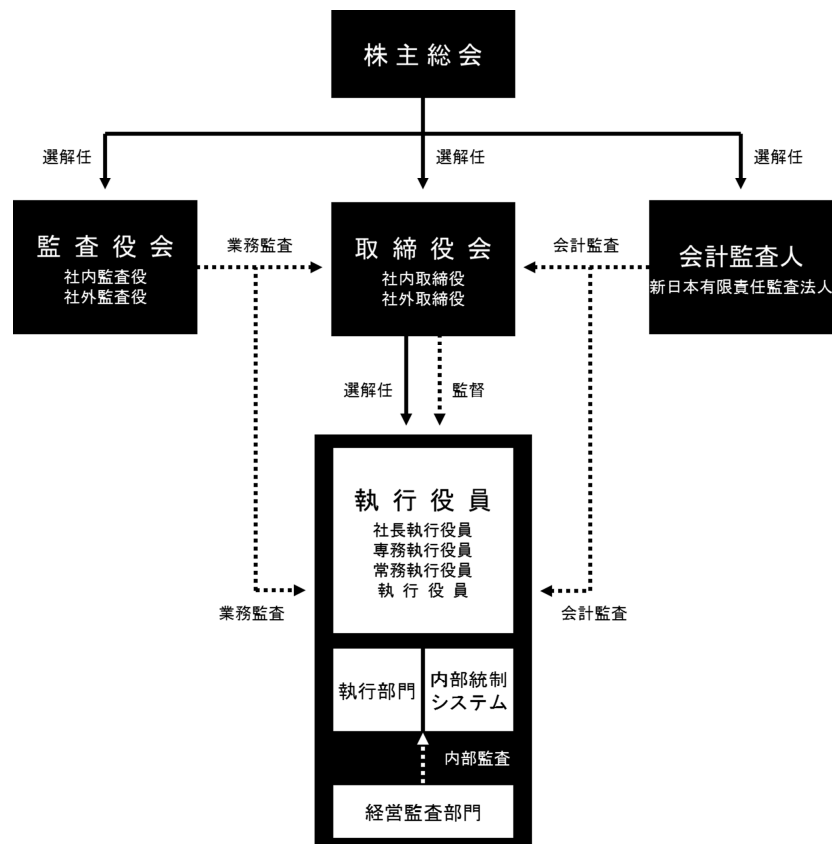 株主総会
選解任
選解任
選解任
監査役会
社内監査役
社外監査役
業務監査
取締役会
社内取締役
社外取締役
会計監査
会計監査人
新日本有限責任監査法人
選解任
監督
執行役員
社長執行役員
専務執行役員
常務執行役員
執行役員
業務監査
会計監査
執行部門
内部統制
システム
内部監査
経営監査部門